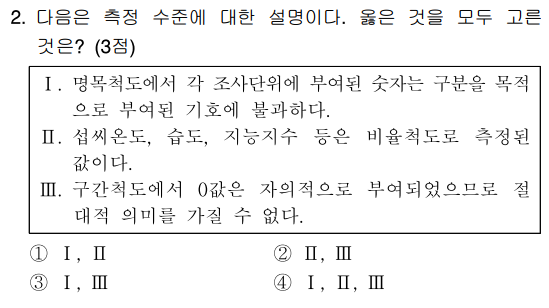 2. 다음은 측정 수준에 대한 설명이다. 옳은 것을 모두 고른
것은? (3점)
Ⅰ. 명목척도에서 각 조사단위에 부여된 숫자는 구분을 목적
으로 부여된 기호에 불과하다.
Ⅱ. 섭씨온도, 습도, 지능지수 등은 비율척도로 측정된
값이다.
Ⅲ. 구간척도에서 0값은 자의적으로 부여되었으므로 절
대적 의미를 가질 수 없다.
① Ⅰ, Ⅱ ② Ⅱ, Ⅲ
③ Ⅰ, Ⅲ ④ Ⅰ, Ⅱ, Ⅲ